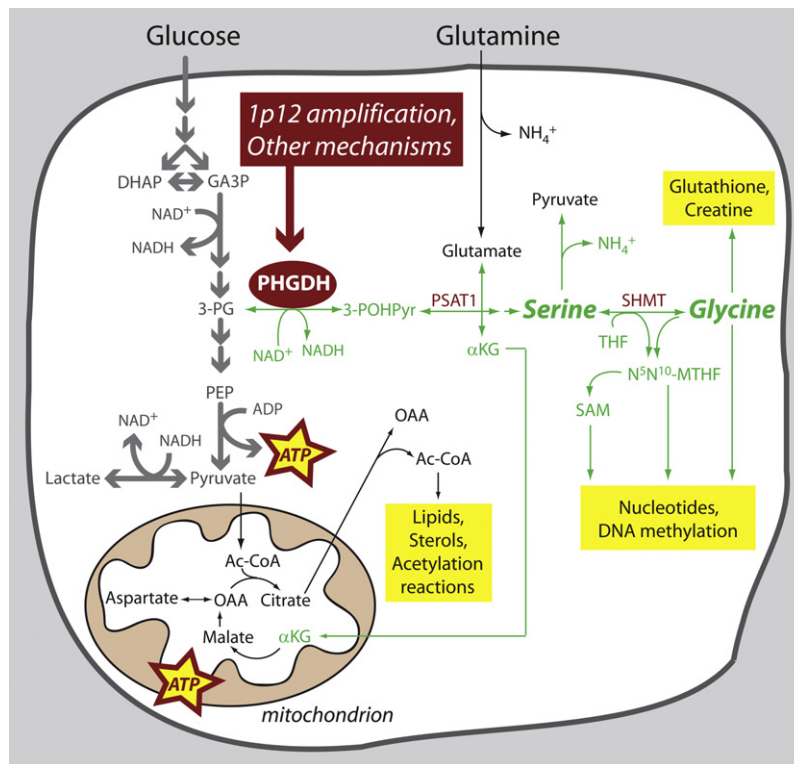 Glucose
Glutamine
1p12 amplification,
Other mechanisms
NH₄⁺
DHAP
GA3P
Glutathione,
Creatine
Pyruvate
NAD⁺
NADH
NH₄⁺
Glutamate
PHGDH
3-PG
3-POHPyr
PSAT1
Serine
SHMT
Glycine
NAD⁺
NADH
THF
αKG
N⁵N¹⁰-MTHF
PEP
SAM
ADP
OAA
NAD⁺
NADH
ATP
Ac-CoA
Lactate
Pyruvate
Nucleotides,
DNA methylation
Lipids,
Sterols,
Acetylation
reactions
Ac-CoA
Aspartate
OAA
Citrate
Malate
αKG
ATP
mitochondrion